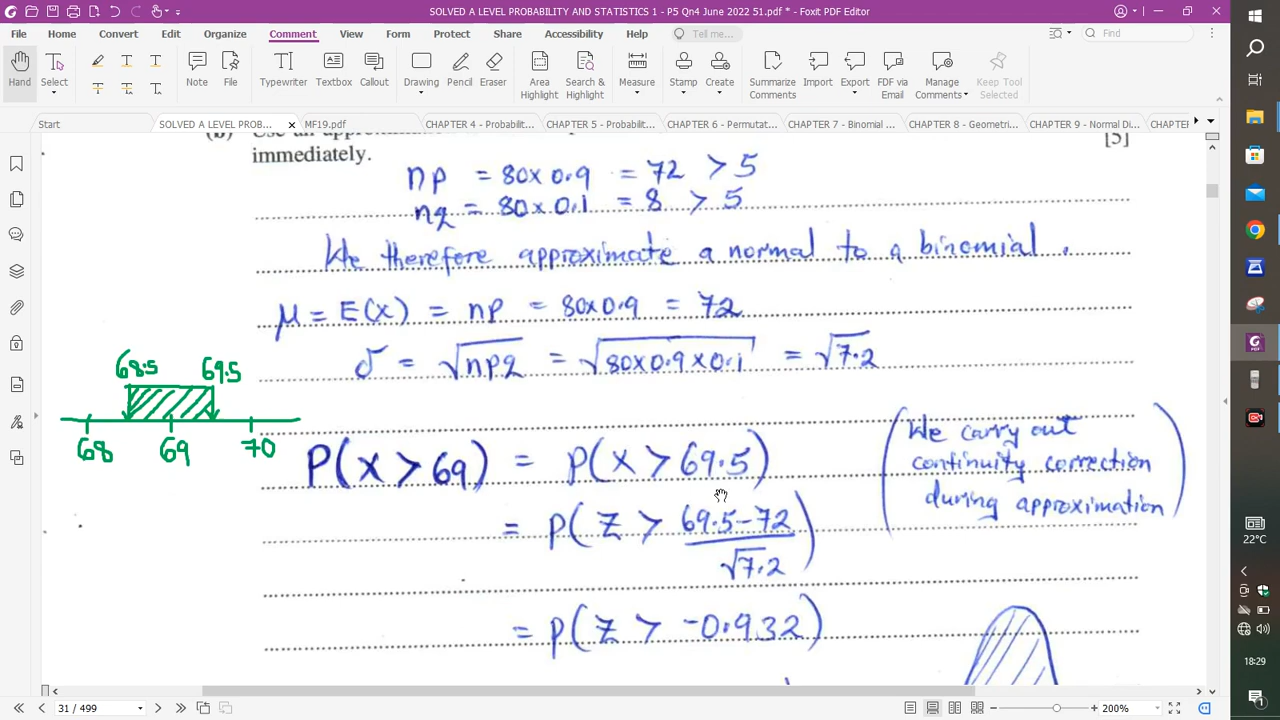 SOLVED A LEVEL PROBABILITY AND STATISTICS 1 - P5 Qn4 June 2022 51.pdf * - Foxit PDF Editor
File Home Convert Edit Organize Comment View Form Protect Share Accessibility Help Tell me... Find
Hand Select Note File Typewriter Textbox Callout Drawing Pencil Eraser Area Highlight Search & Highlight Measure Stamp Create Summarize Comments Import Export FDF via Email Manage Comments Keep Tool Selected
Start SOLVED A LEVEL PROB... MF19.pdf CHAPTER 4 - Probabilit... CHAPTER 5 - Probabilit... CHAPTER 6 - Permutat... CHAPTER 7 - Binomial ... CHAPTER 8 - Geometri... CHAPTER 9 - Normal Di... CHAPTE
immediately. [5]
np = 80×0.9 = 72 > 5
nq = 80×0.1 = 8 > 5
We therefore approximate a normal to a binomial.
μ = E(X) = np = 80×0.9 = 72
σ = √npq = √80×0.9×0.1 = √7.2
68.5 69.5
68 69 70
P(X > 69) = P(X > 69.5)
(We carry out
continuity correction
during approximation)
= P(Z > 69.5-72/√7.2)
= P(Z > -0.932)
31 / 499 200%
22°C
18:29